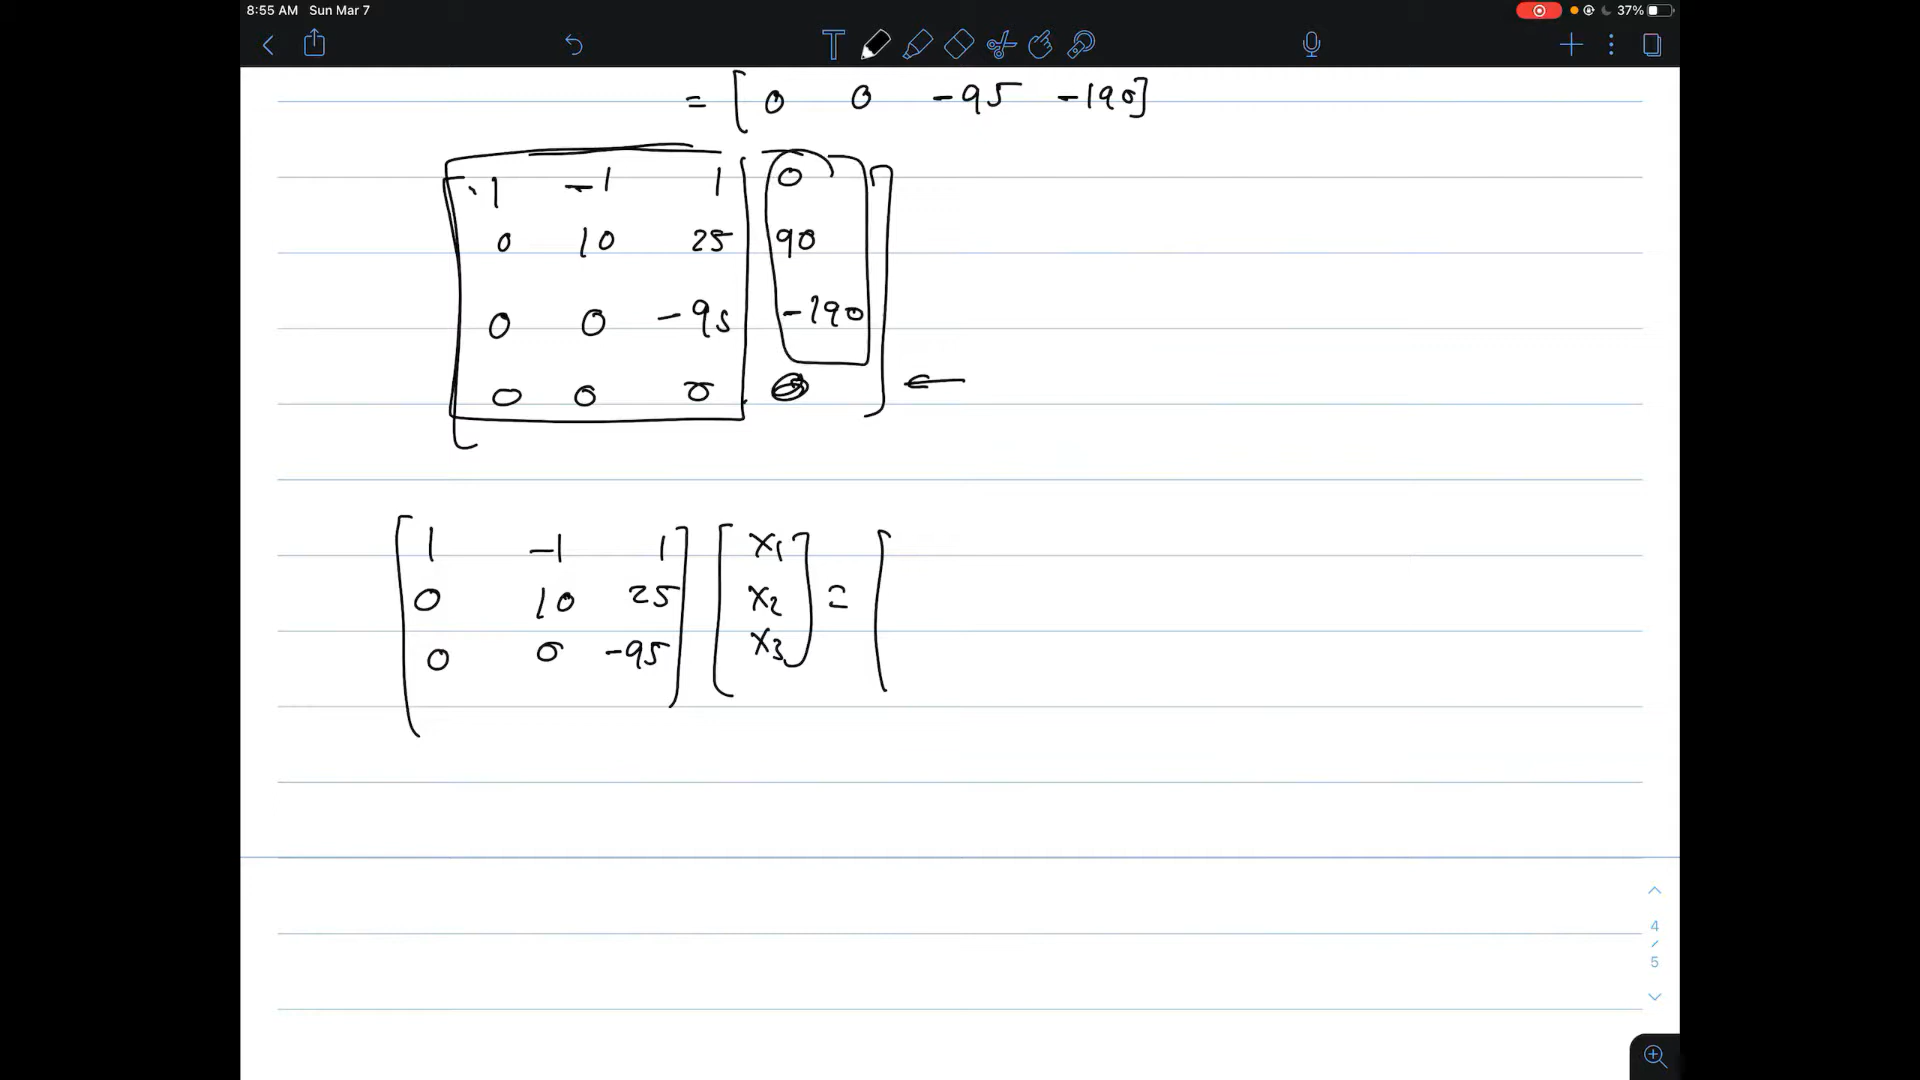 8:55 AM Sun Mar 7 37%
T
= [ 0 0 -95 -190 ]
1 -1 1 0
0 10 25 90
0 0 -95 -190
0 0 0 0
[ 1 -1 1 ] [ x1 ] = [
0 10 25 x2
0 0 -95 x3
4
/
5